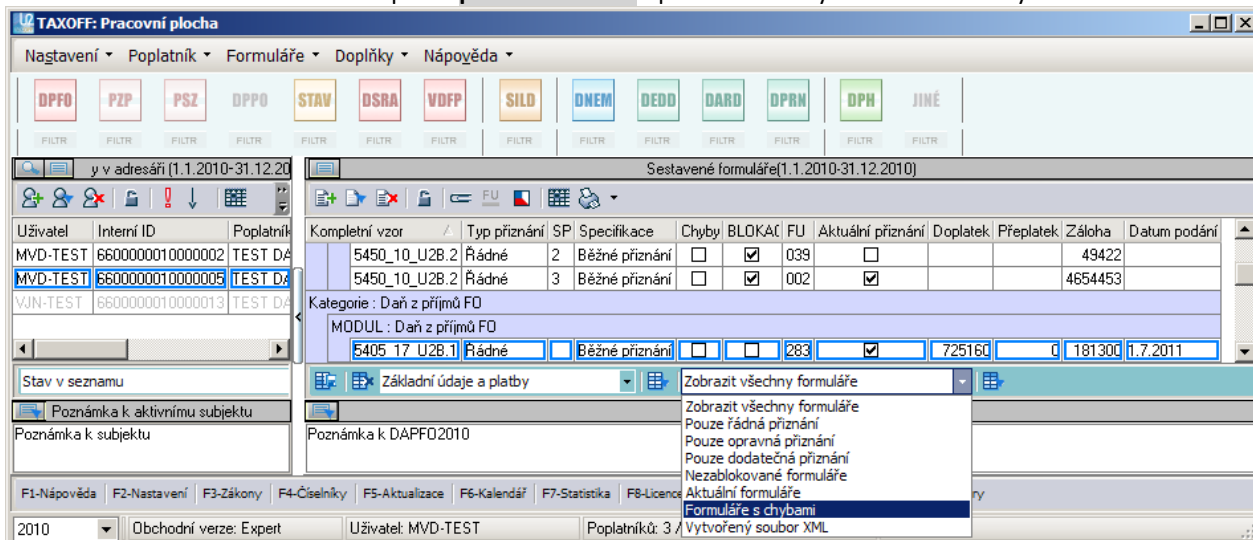 TAXOFF: Pracovní plocha
Nastavení Poplatník Formuláře Doplňky Nápověda
DPFO PZP PSZ DPPO STAV DSRA VDFP SILD DNEM DEDD DARD DPRN DPH JINÉ
FILTR FILTR FILTR FILTR FILTR FILTR FILTR FILTR FILTR FILTR FILTR FILTR FILTR FILTR
y v adresáři (1.1.2010-31.12.20 Sestavené formuláře(1.1.2010-31.12.2010)
FU
Uživatel Interní ID Poplatník Kompletní vzor Typ přiznání SP Specifikace Chyby BLOKAC FU Aktuální přiznání Doplatek Přeplatek Záloha Datum podání
MVD-TEST 6600000010000002 TEST DA 5450_10_U2B.2 Řádné 2 Běžné přiznání 039 49422
MVD-TEST 6600000010000005 TEST DA 5450_10_U2B.2 Řádné 3 Běžné přiznání 002 4654453
VJN-TEST 6600000010000013 TEST DA Kategorie : Daň z příjmů FO
MODUL : Daň z příjmů FO
5405_17_U2B.1 Řádné Běžné přiznání 283 725160 0 181300 1.7.2011
Stav v seznamu Základní údaje a platby Zobrazit všechny formuláře
Poznámka k aktivnímu subjektu
Poznámka k subjektu Poznámka k DAPFO2010
Zobrazit všechny formuláře
Pouze řádná přiznání
Pouze opravná přiznání
Pouze dodatečná přiznání
Nezablokované formuláře
Aktuální formuláře
Formuláře s chybami
Vytvořený soubor XML
F1-Nápověda F2-Nastavení F3-Zákony F4-Číselníky F5-Aktualizace F6-Kalendář F7-Statistika F8-Licence ry
2010 Obchodní verze: Expert Uživatel: MVD-TEST Poplatníků: 3 /